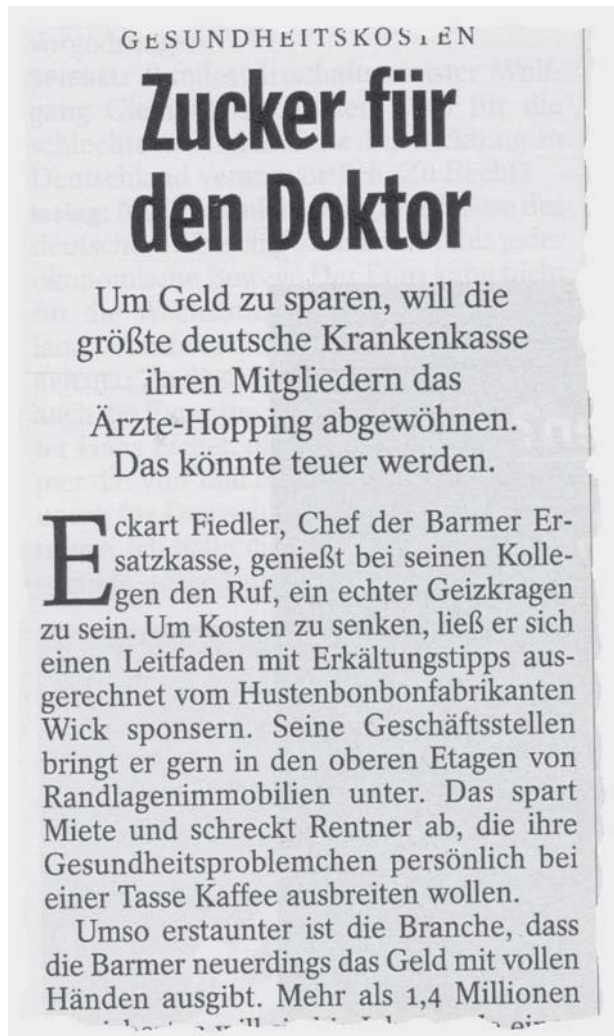 GESUNDHEITSKOSTEN
Zucker für
den Doktor
Um Geld zu sparen, will die
größte deutsche Krankenkasse
ihren Mitgliedern das
Ärzte-Hopping abgewöhnen.
Das könnte teuer werden.
Eckart Fiedler, Chef der Barmer Er-
satzkasse, genießt bei seinen Kolle-
gen den Ruf, ein echter Geizkragen
zu sein. Um Kosten zu senken, ließ er sich
einen Leitfaden mit Erkältungstipps aus-
gerechnet vom Hustenbonbonfabrikanten
Wick sponsern. Seine Geschäftsstellen
bringt er gern in den oberen Etagen von
Randlagenimmobilien unter. Das spart
Miete und schreckt Rentner ab, die ihre
Gesundheitsproblemchen persönlich bei
einer Tasse Kaffee ausbreiten wollen.
Umso erstaunter ist die Branche, dass
die Barmer neuerdings das Geld mit vollen
Händen ausgibt. Mehr als 1,4 Millionen